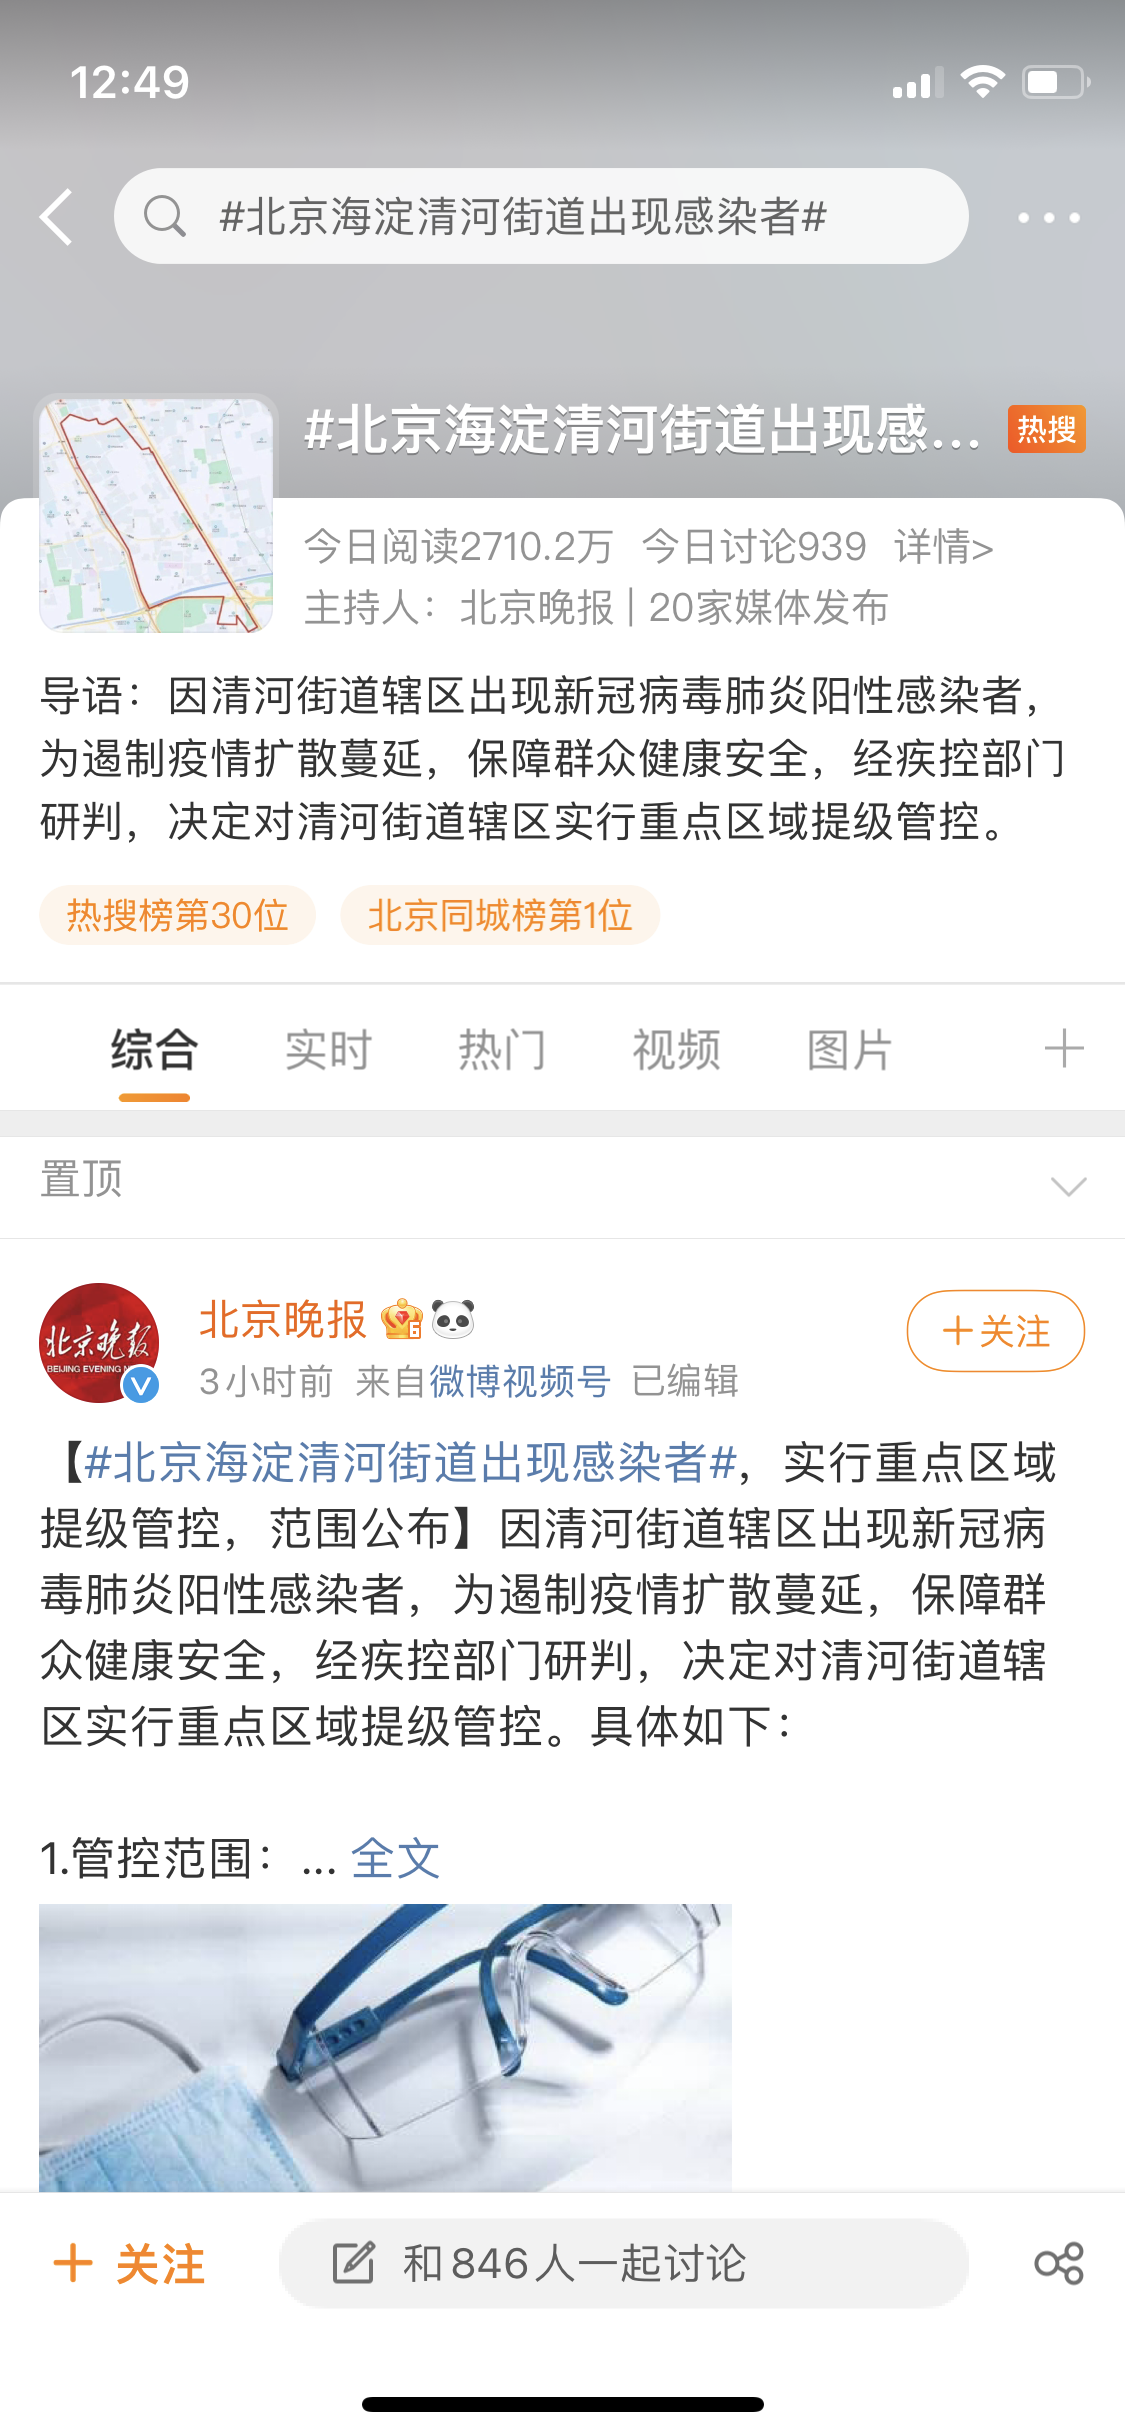 12:49
#北京海淀清河街道出现感染者#
#北京海淀清河街道出现感...
热搜
今日阅读2710.2万 今日讨论939 详情>
主持人：北京晚报 | 20家媒体发布
导语：因清河街道辖区出现新冠病毒肺炎阳性感染者，
为遏制疫情扩散蔓延，保障群众健康安全，经疾控部门
研判，决定对清河街道辖区实行重点区域提级管控。
热搜榜第30位 北京同城榜第1位
综合 实时 热门 视频 图片
置顶
北京晚报
BEIJING EVENING N
北京晚报
+关注
3小时前 来自微博视频号 已编辑
【#北京海淀清河街道出现感染者#，实行重点区域
提级管控，范围公布】因清河街道辖区出现新冠病
毒肺炎阳性感染者，为遏制疫情扩散蔓延，保障群
众健康安全，经疾控部门研判，决定对清河街道辖
区实行重点区域提级管控。具体如下：
1.管控范围：... 全文
+ 关注
和846人一起讨论